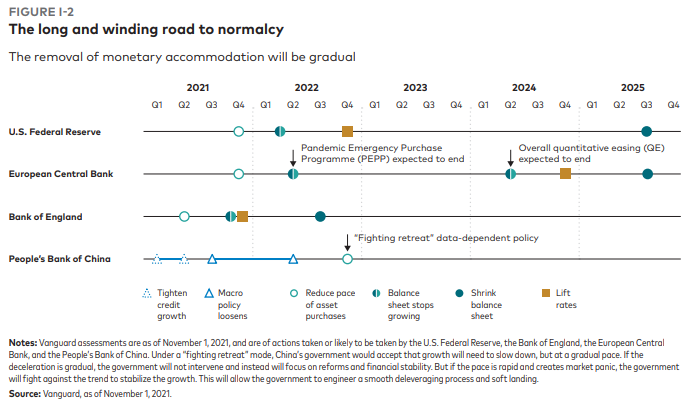 FIGURE I-2
The long and winding road to normalcy
The removal of monetary accommodation will be gradual
2021 2022 2023 2024 2025
Q1 Q2 Q3 Q4 Q1 Q2 Q3 Q4 Q1 Q2 Q3 Q4 Q1 Q2 Q3 Q4 Q1 Q2 Q3 Q4
U.S. Federal Reserve
Pandemic Emergency Purchase
Programme (PEPP) expected to end
Overall quantitative easing (QE)
expected to end
European Central Bank
Bank of England
"Fighting retreat" data-dependent policy
People's Bank of China
Tighten
credit
growth
Macro
policy
loosens
Reduce pace
of asset
purchases
Balance
sheet stops
growing
Shrink
balance
sheet
Lift
rates
Notes: Vanguard assessments are as of November 1, 2021, and are of actions taken or likely to be taken by the U.S. Federal Reserve, the Bank of England, the European Central
Bank, and the People's Bank of China. Under a "fighting retreat" mode, China's government would accept that growth will need to slow down, but at a gradual pace. If the
deceleration is gradual, the government will not intervene and instead will focus on reforms and financial stability. But if the pace is rapid and creates market panic, the government
will fight against the trend to stabilize the growth. This will allow the government to engineer a smooth deleveraging process and soft landing.
Source: Vanguard, as of November 1, 2021.